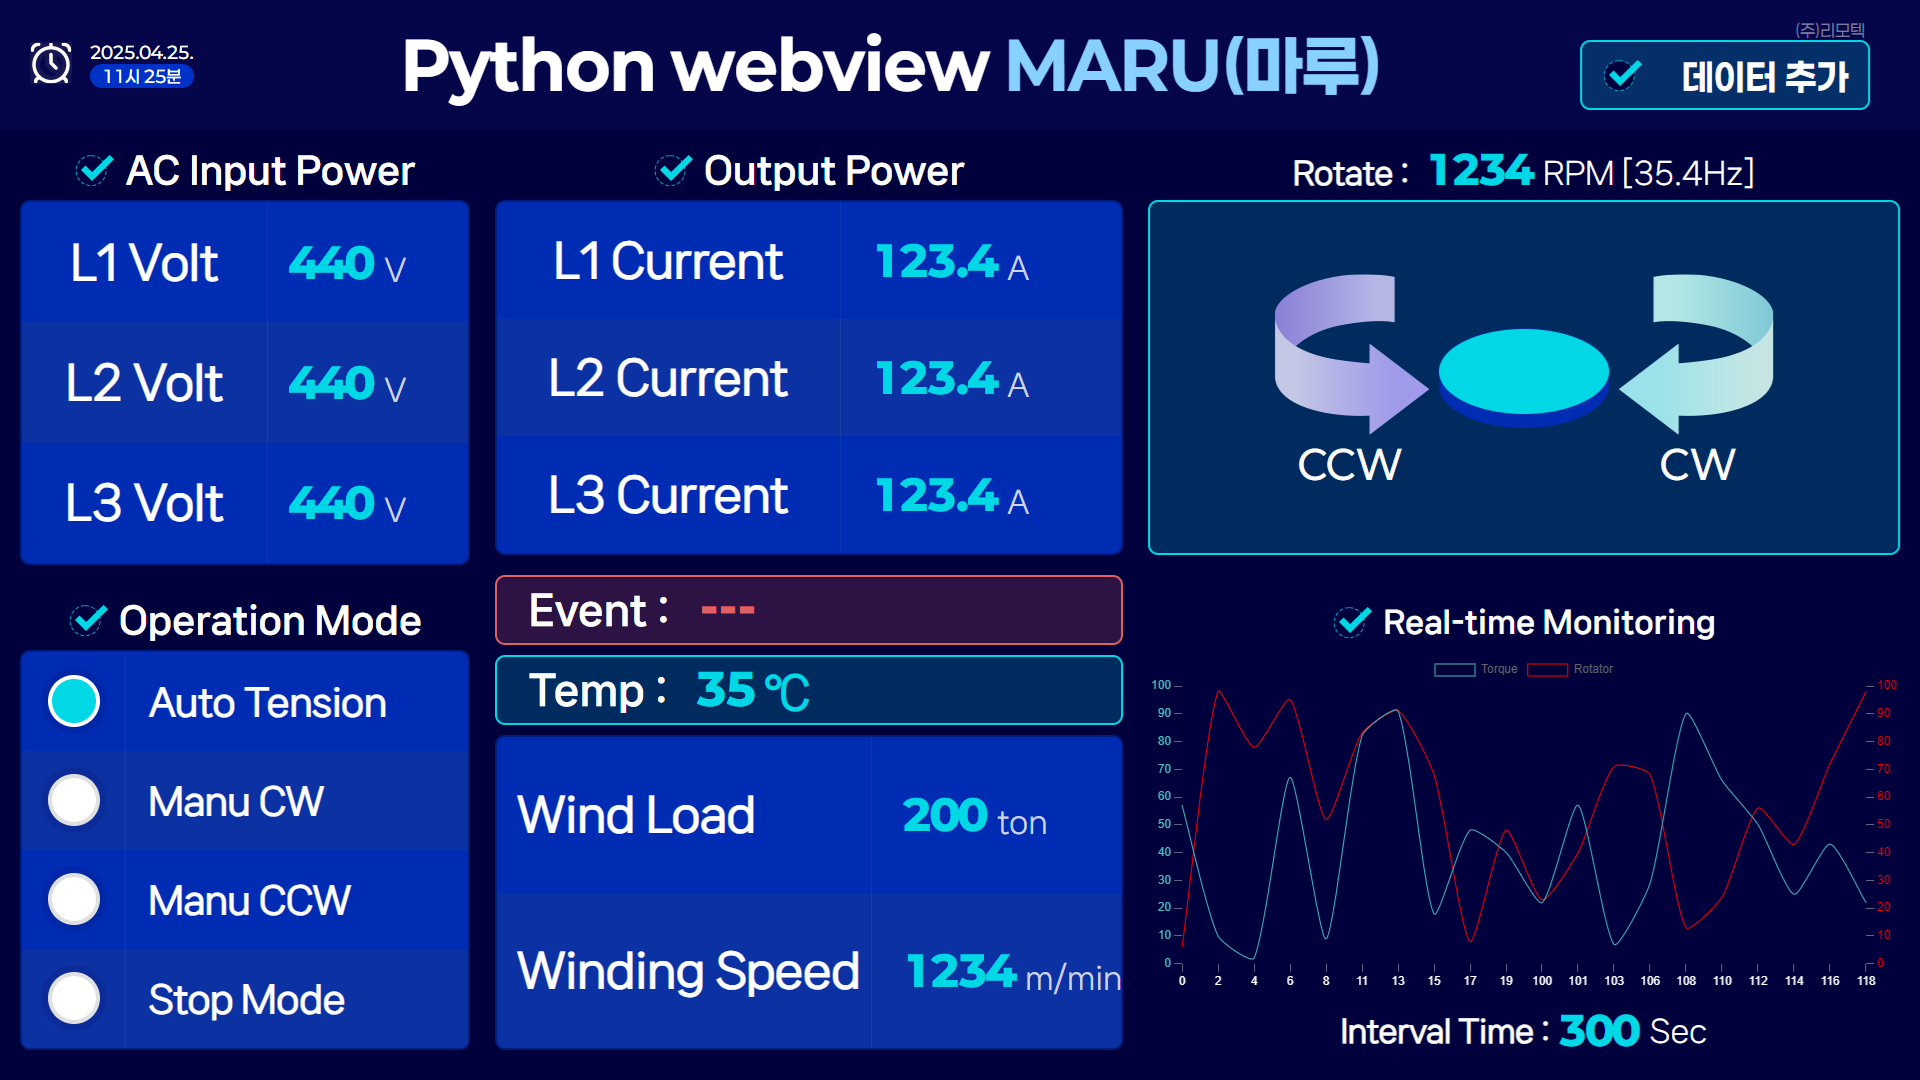 2025.04.25.
11시 25분
Python webview MARU(마루)
(주)리모텍
데이터 추가
AC Input Power
L1 Volt 440 V
L2 Volt 440 V
L3 Volt 440 V
Output Power
L1 Current 123.4 A
L2 Current 123.4 A
L3 Current 123.4 A
Rotate : 1234 RPM [35.4Hz]
CCW
CW
Operation Mode
Auto Tension
Manu CW
Manu CCW
Stop Mode
Event : ---
Temp : 35 ℃
Wind Load 200 ton
Winding Speed 1234 m/min
Real-time Monitoring
Torque Rotator
100 100
90 90
80 80
70 70
60 60
50 50
40 40
30 30
20 20
10 10
0 0
0 2 4 6 8 11 13 15 17 19 100 101 103 106 108 110 112 114 116 118
Interval Time : 300 Sec